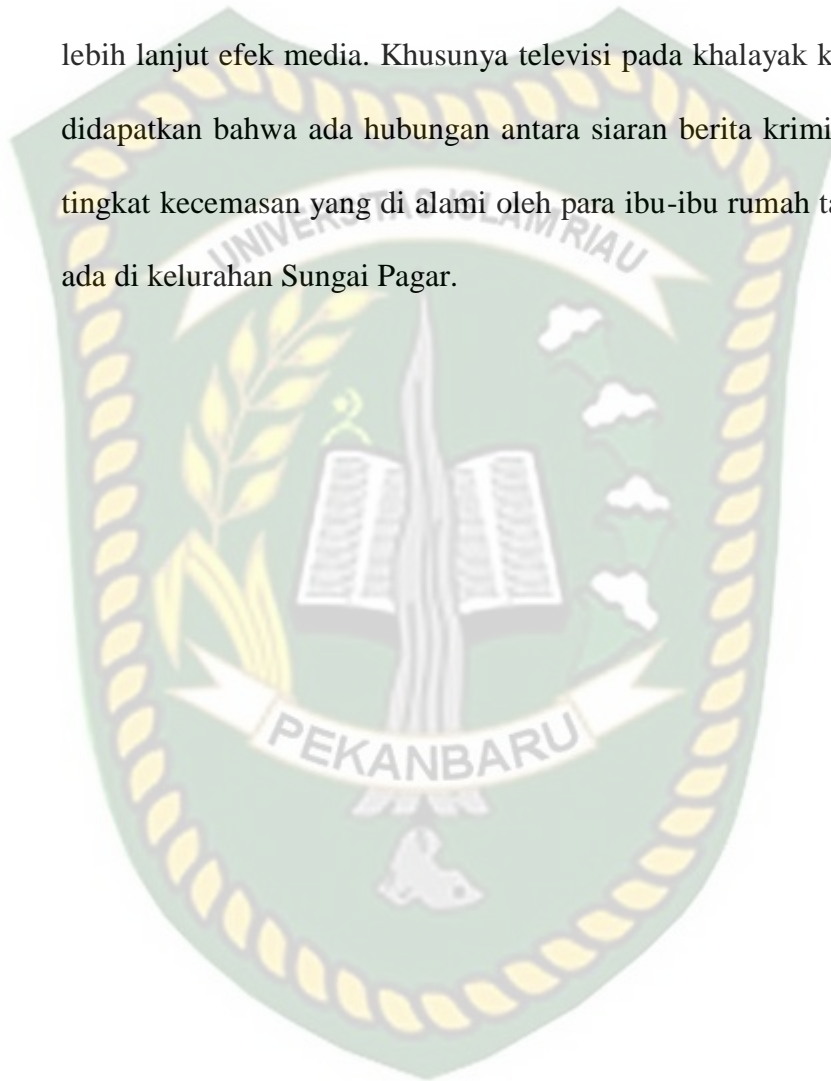 lebih lanjut efek media. Khusunya televisi pada khalayak k
didapatkan bahwa ada hubungan antara siaran berita krimi
tingkat kecemasan yang di alami oleh para ibu-ibu rumah ta
ada di kelurahan Sungai Pagar.
UNIVERSITAS ISLAM RIAU
PEKANBARU